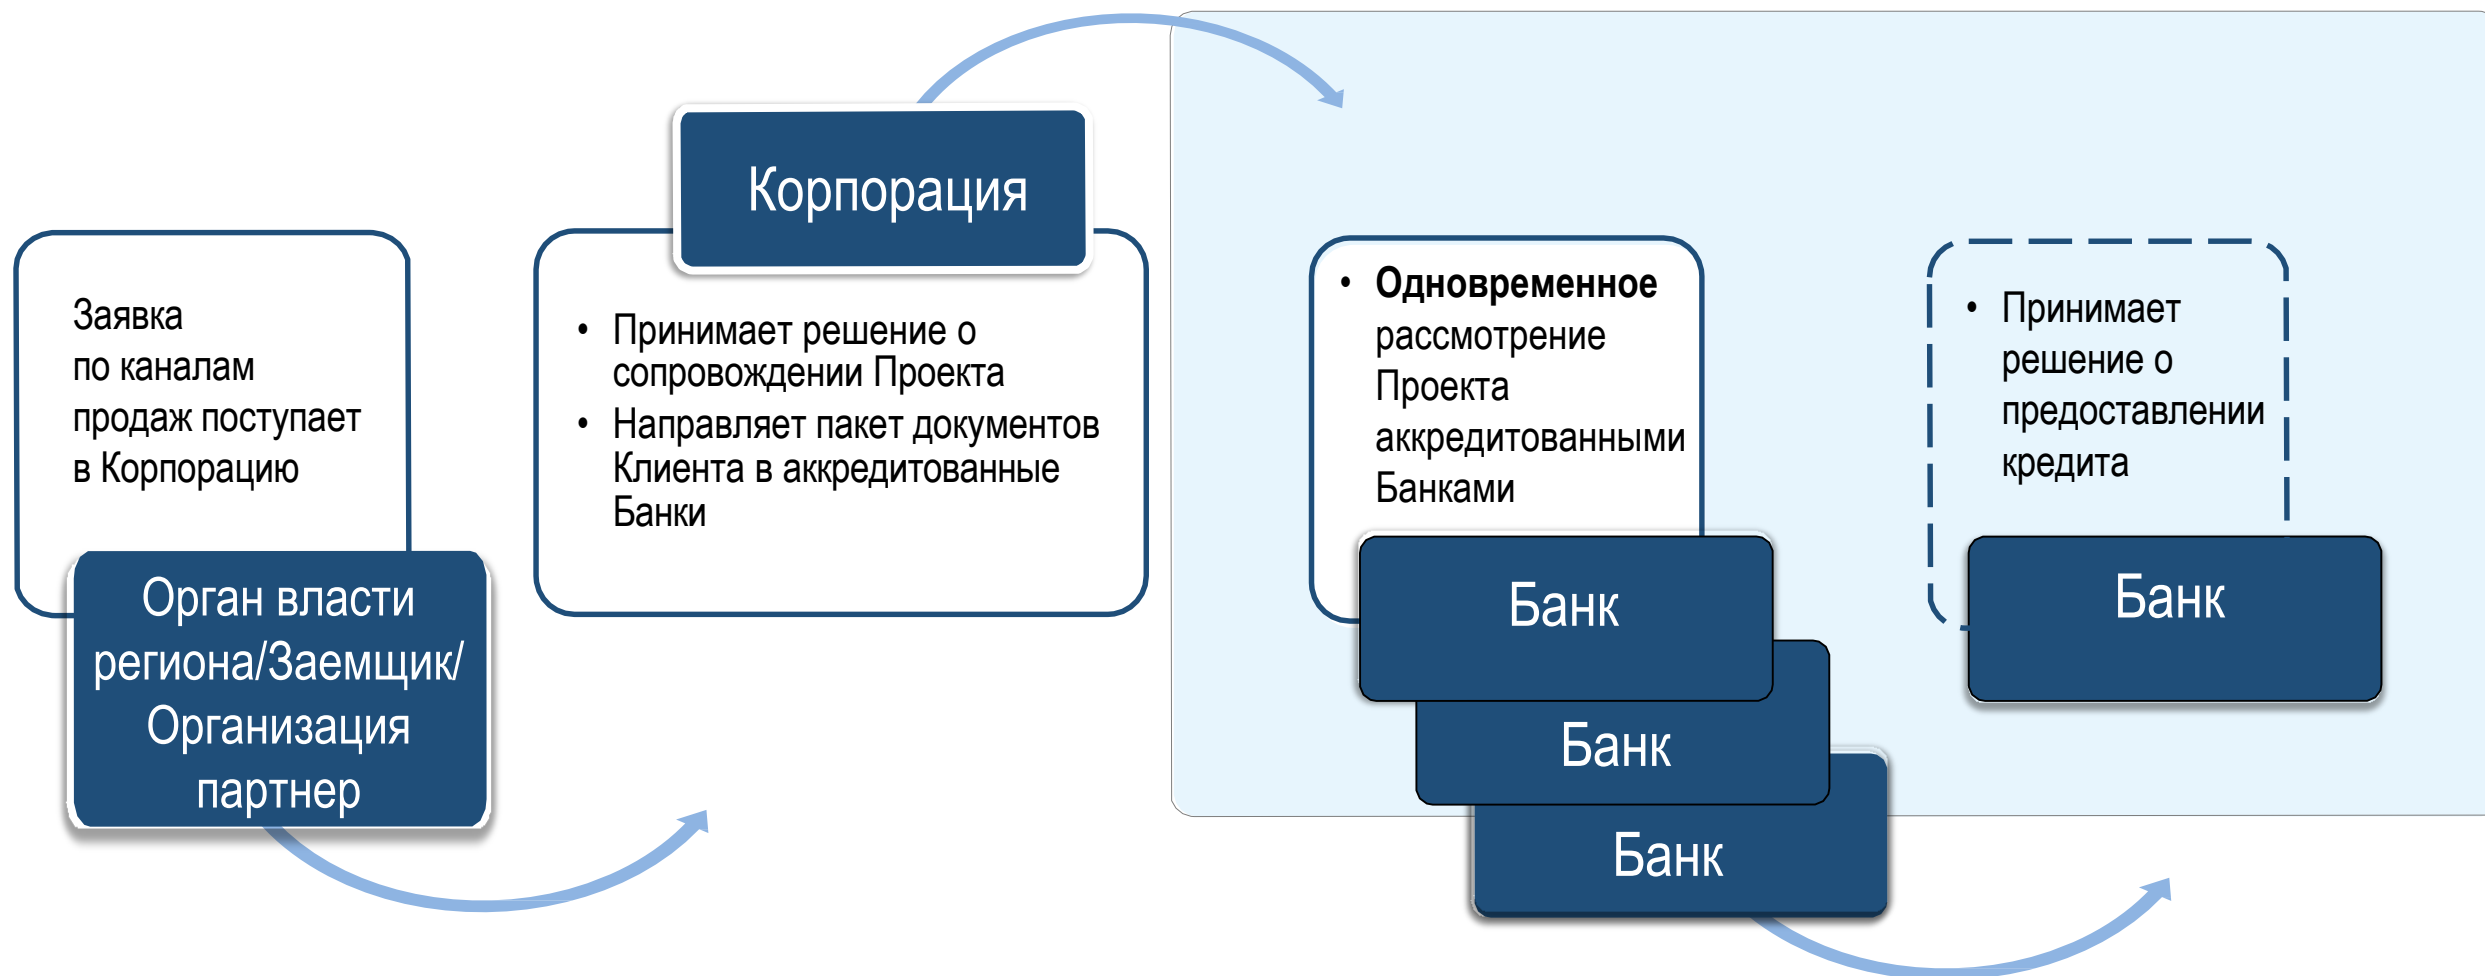 Заявка
по каналам
продаж поступает
в Корпорацию
Орган власти
региона/Заемщик/
Организация
партнер
Корпорация
• Принимает решение о
сопровождении Проекта
• Направляет пакет документов
Клиента в аккредитованные
Банки
• Одновременное
рассмотрение
Проекта
аккредитованными
Банками
Банк
Банк
Банк
• Принимает
решение о
предоставлении
кредита
Банк